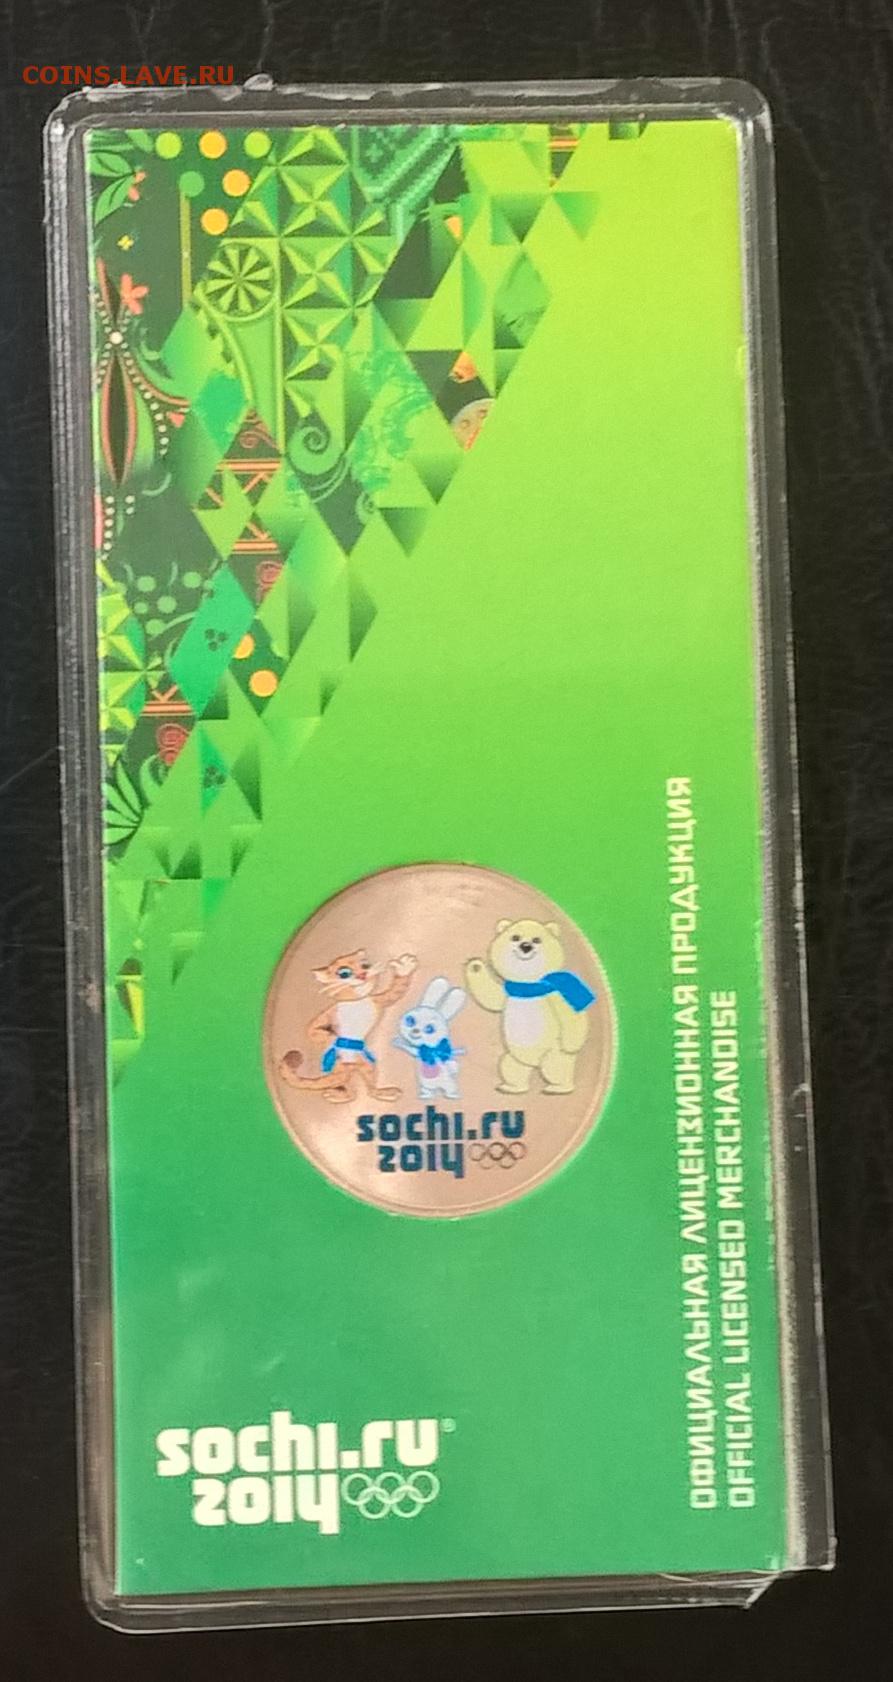 COINS.LAVE.RU
sochi.ru
2014
ОФИЦИАЛЬНАЯ ЛИЦЕНЗИОННАЯ ПРОДУКЦИЯ
OFFICIAL LICENSED MERCHANDISE
sochi.ru®
2014